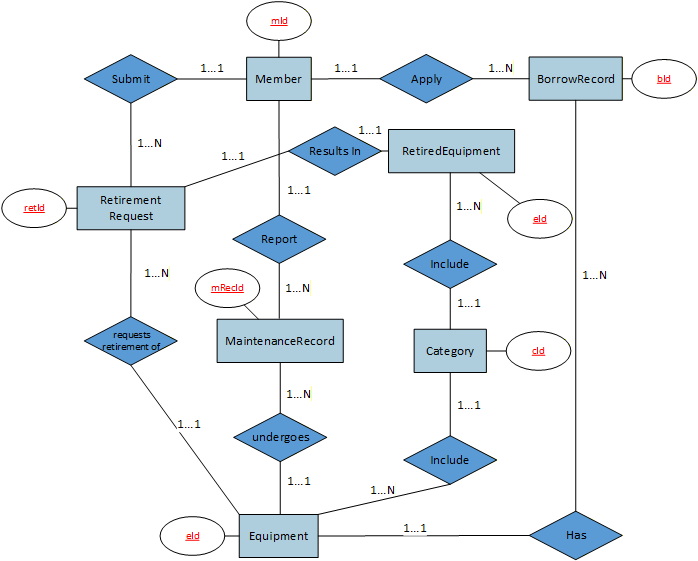 mId
1...1
1...1
1...N
Submit
Member
Apply
BorrowRecord
bId
1...N
1...1
1...1
Results In
RetiredEquipment
retId
Retirement
Request
1...1
1...N
eId
Report
Include
1...N
1...N
mRecId
1...N
1...1
requests
retirement of
MaintenanceRecord
Category
cId
1...N
1...1
1...1
undergoes
Include
1...1
1...N
eId
Equipment
1...1
Has